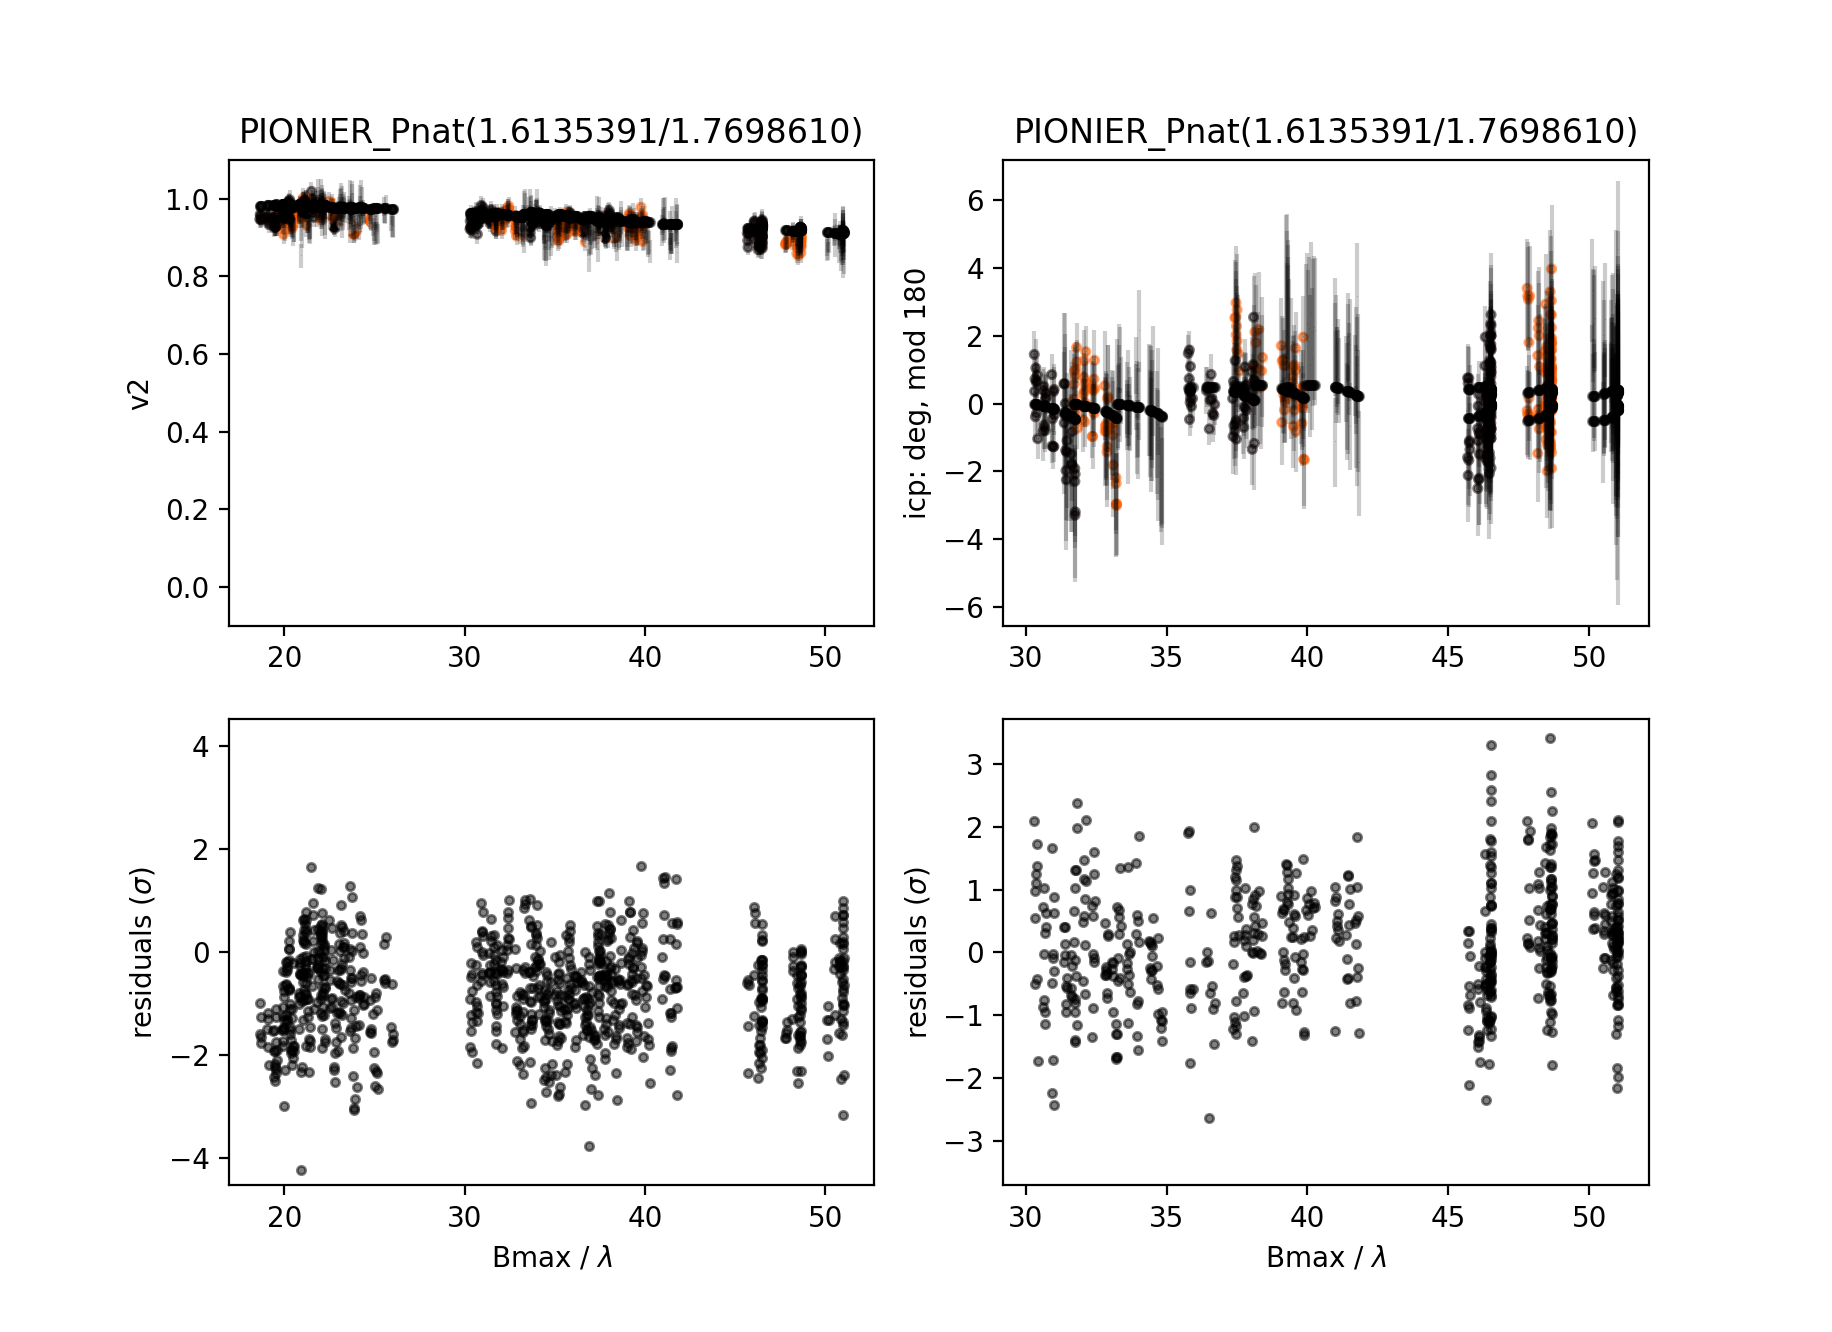 PIONIER_Pnat(1.6135391/1.7698610)
1.0
0.8
0.6
0.4
0.2
0.0
v2
20 30 40 50
PIONIER_Pnat(1.6135391/1.7698610)
6
4
2
0
−2
−4
−6
icp: deg, mod 180
30 35 40 45 50
4
2
0
−2
−4
residuals (σ)
20 30 40 50
Bmax / λ
3
2
1
0
−1
−2
−3
residuals (σ)
30 35 40 45 50
Bmax / λ